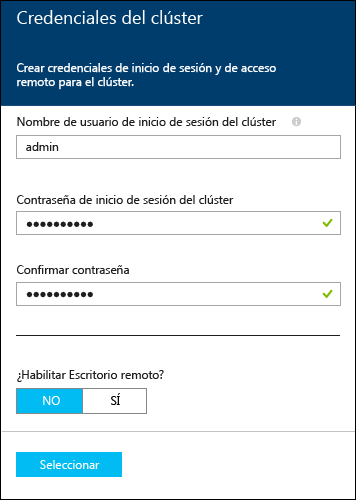 Credenciales del clúster
Crear credenciales de inicio de sesión y de acceso
remoto para el clúster.
Nombre de usuario de inicio de sesión del clúster
admin
Contraseña de inicio de sesión del clúster
●●●●●●●●●●
Confirmar contraseña
●●●●●●●●●●
¿Habilitar Escritorio remoto?
NO SÍ
Seleccionar